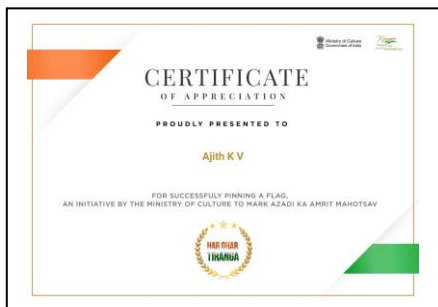 Ministry of Culture
Government of India
CERTIFICATE
OF APPRECIATION
PROUDLY PRESENTED TO
Ajith K V
FOR SUCCESSFULY PINNING A FLAG,
AN INITIATIVE BY THE MINISTRY OF CULTURE TO MARK AZADI KA AMRIT MAHOTSAV
HAR GHAR
TIRANGA